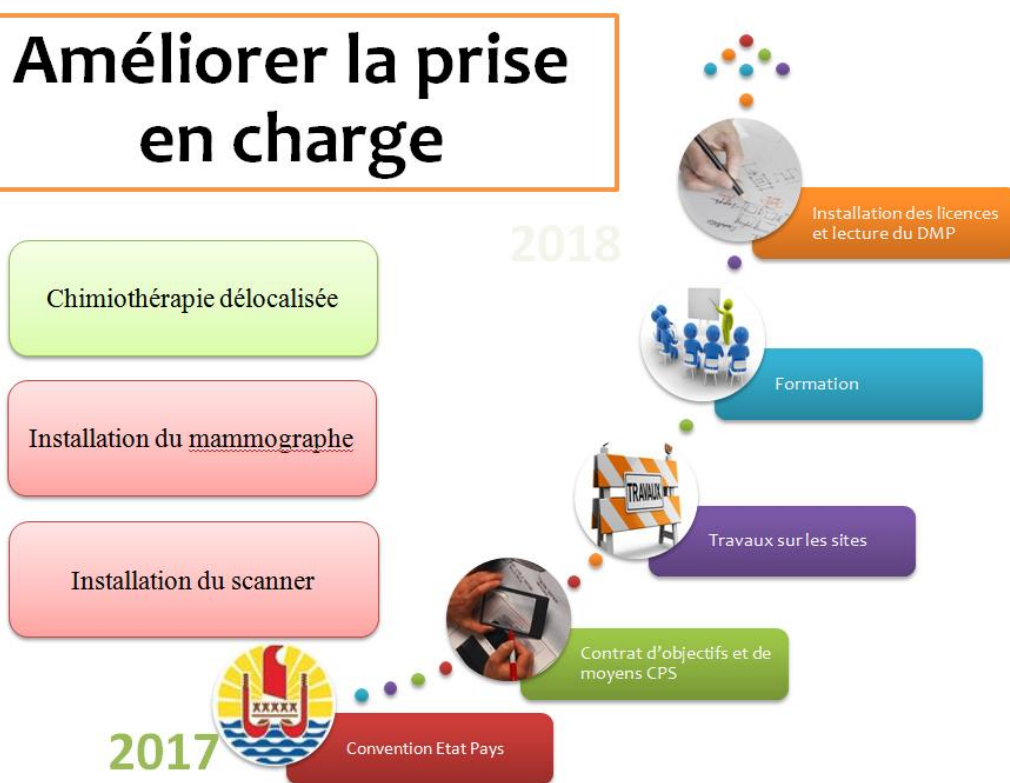 Améliorer la prise
en charge
2018
Installation des licences
et lecture du DMP
Chimiothérapie délocalisée
Formation
Installation du mammographe
TRAVAUX
Travaux sur les sites
Installation du scanner
Contrat d'objectifs et de
moyens CPS
2017
Convention Etat Pays